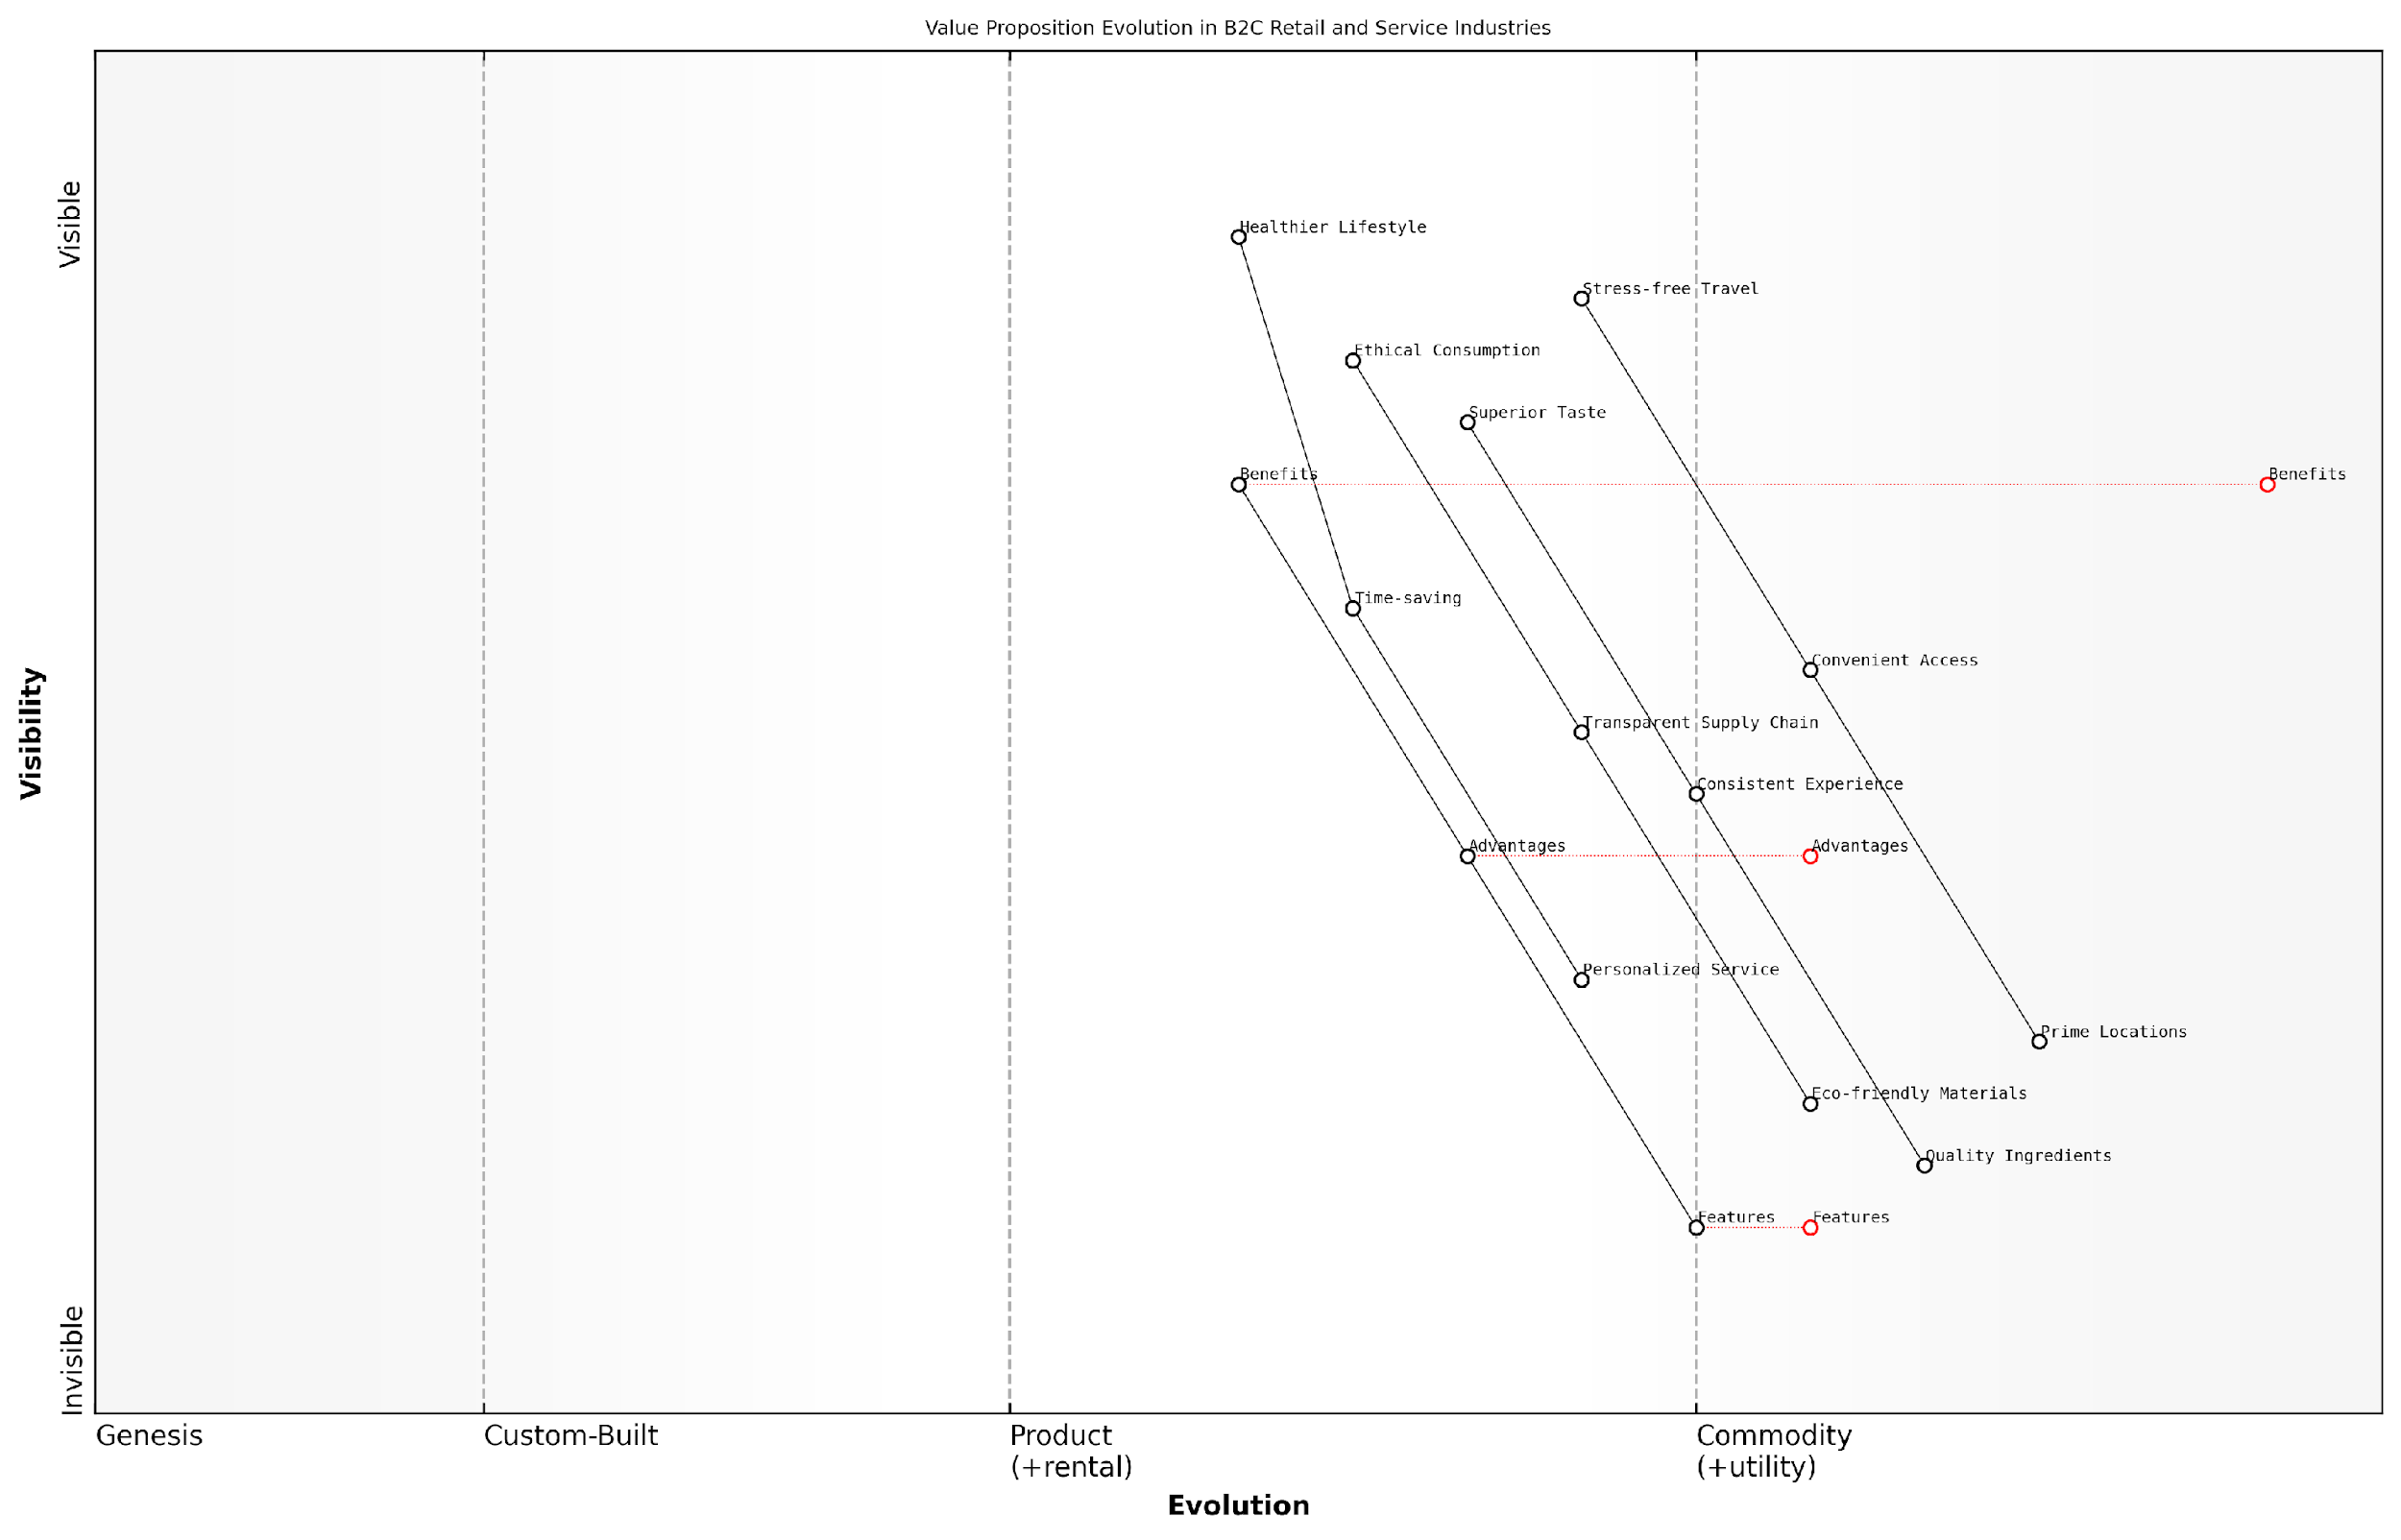 Value Proposition Evolution in B2C Retail and Service Industries
Visible
Healthier Lifestyle
Stress-free Travel
Ethical Consumption
Superior Taste
Benefits
Benefits
Time-saving
Convenient Access
Transparent Supply Chain
Consistent Experience
Visibility
Advantages
Advantages
Personalized Service
Prime Locations
Eco-friendly Materials
Quality Ingredients
Features
Features
Invisible
Genesis
Custom-Built
Product
(+rental)
Commodity
(+utility)
Evolution